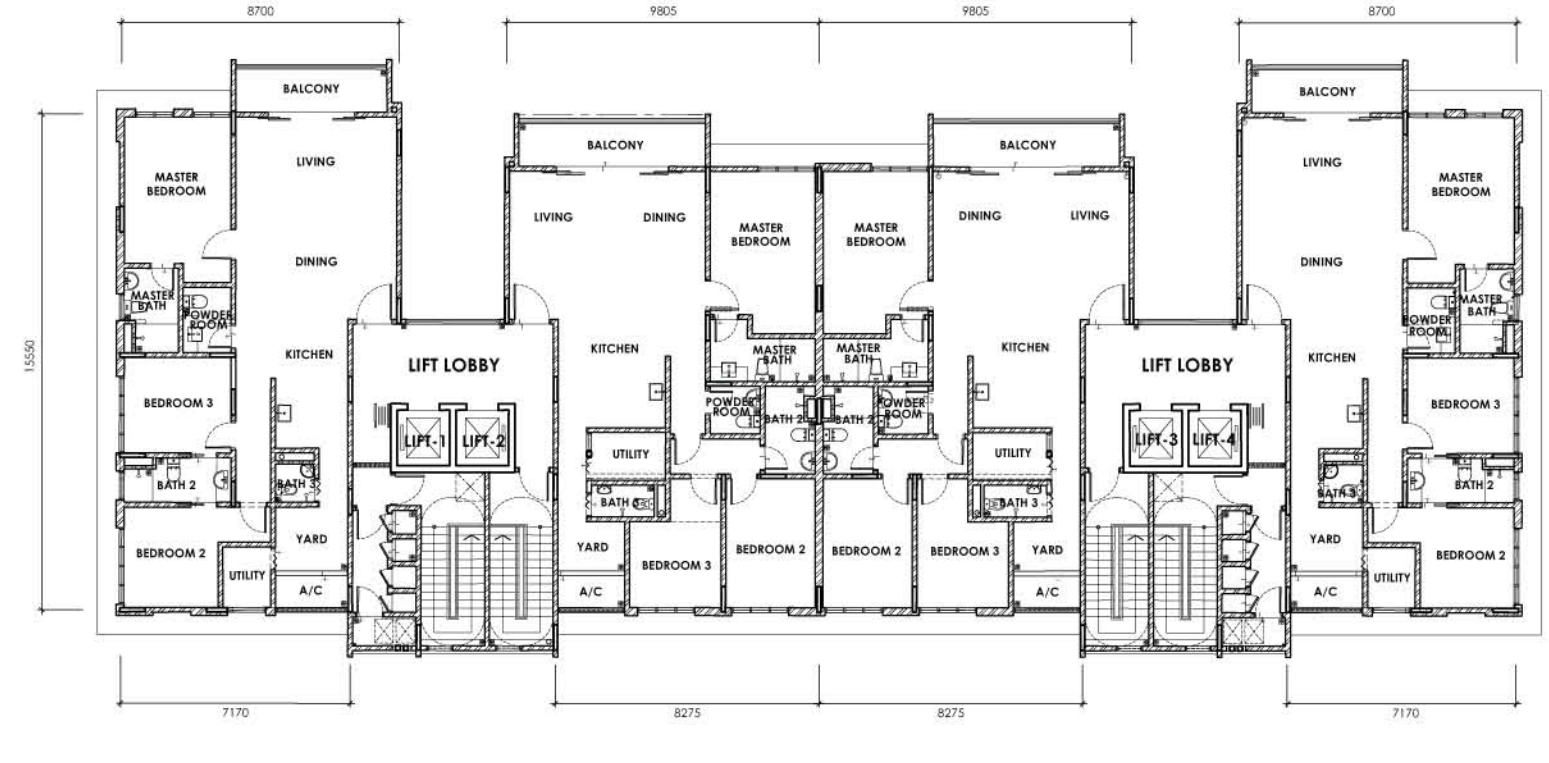 8700
9805
9805
8700
BALCONY
BALCONY
BALCONY
BALCONY
LIVING
LIVING
MASTER
BEDROOM
MASTER
BEDROOM
LIVING
DINING
DINING
LIVING
MASTER
BEDROOM
MASTER
BEDROOM
DINING
DINING
MASTER
BATH
POWDER
ROOM
MASTER
BATH
POWDER
ROOM
15550
KITCHEN
KITCHEN
KITCHEN
KITCHEN
MASTER
BATH
MASTER
BATH
LIFT LOBBY
LIFT LOBBY
BEDROOM 3
BEDROOM 3
POWDER
ROOM
BATH 2
BATH 2
POWDER
ROOM
LIFT-1
LIFT-2
LIFT-3
LIFT-4
UTILITY
UTILITY
BATH 2
BATH 3
BATH 3
BATH 2
BATH 3
BATH 3
YARD
YARD
BEDROOM 2
BEDROOM 2
YARD
BEDROOM 3
BEDROOM 2
BEDROOM 2
BEDROOM 3
YARD
UTILITY
UTILITY
A/C
A/C
A/C
A/C
7170
8275
8275
7170